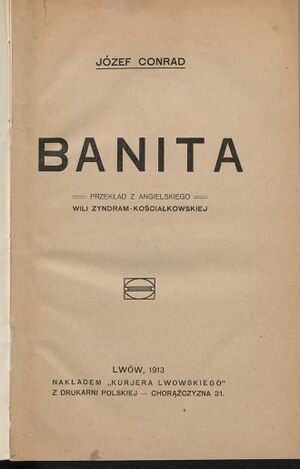 JÓZEF CONRAD
BANITA
PRZEKŁAD Z ANGIELSKIEGO
WILI ZYNDRAM-KOŚCIAŁKOWSKIEJ
LWÓW, 1913
NAKŁADEM „KURJERA LWOWSKIEGO"
Z DRUKARNI POLSKIEJ — CHORĄŻCZYZNA 31.